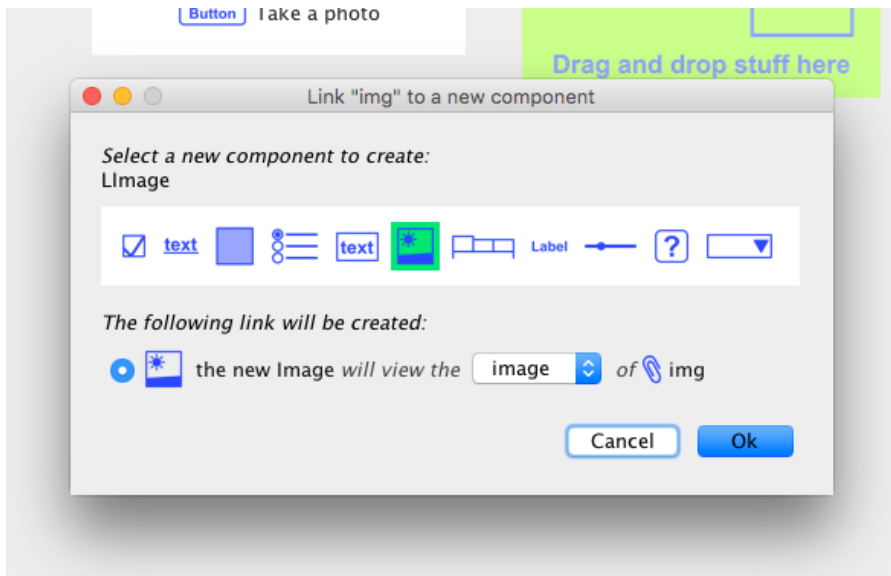 Button Take a photo
Drag and drop stuff here
Link "img" to a new component
Select a new component to create:
LImage
text text Label ?
The following link will be created:
the new Image will view the image of img
Cancel Ok